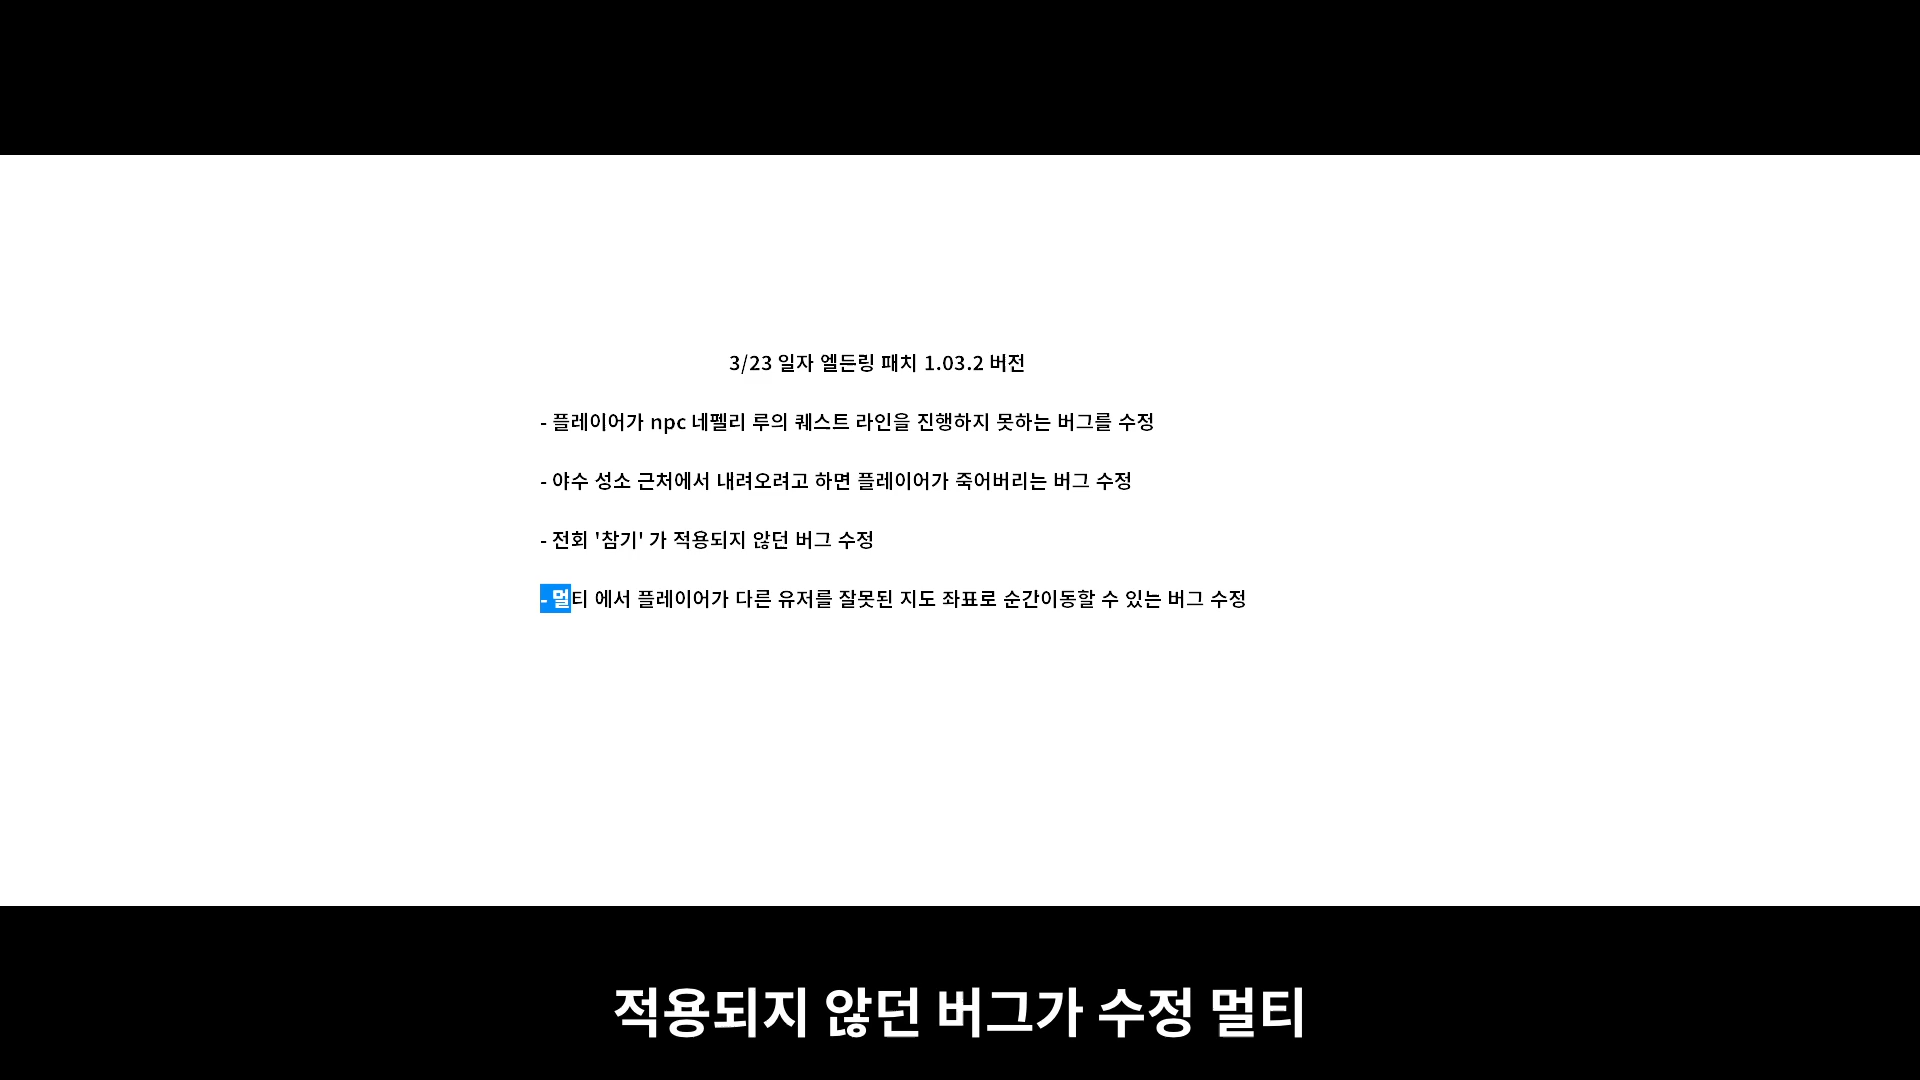 3/23 일자 엘든링 패치 1.03.2 버전
- 플레이어가 npc 네펠리 루의 퀘스트 라인을 진행하지 못하는 버그를 수정
- 야수 성소 근처에서 내려오려고 하면 플레이어가 죽어버리는 버그 수정
- 전회 '참기' 가 적용되지 않던 버그 수정
- 멀티 에서 플레이어가 다른 유저를 잘못된 지도 좌표로 순간이동할 수 있는 버그 수정
적용되지 않던 버그가 수정 멀티